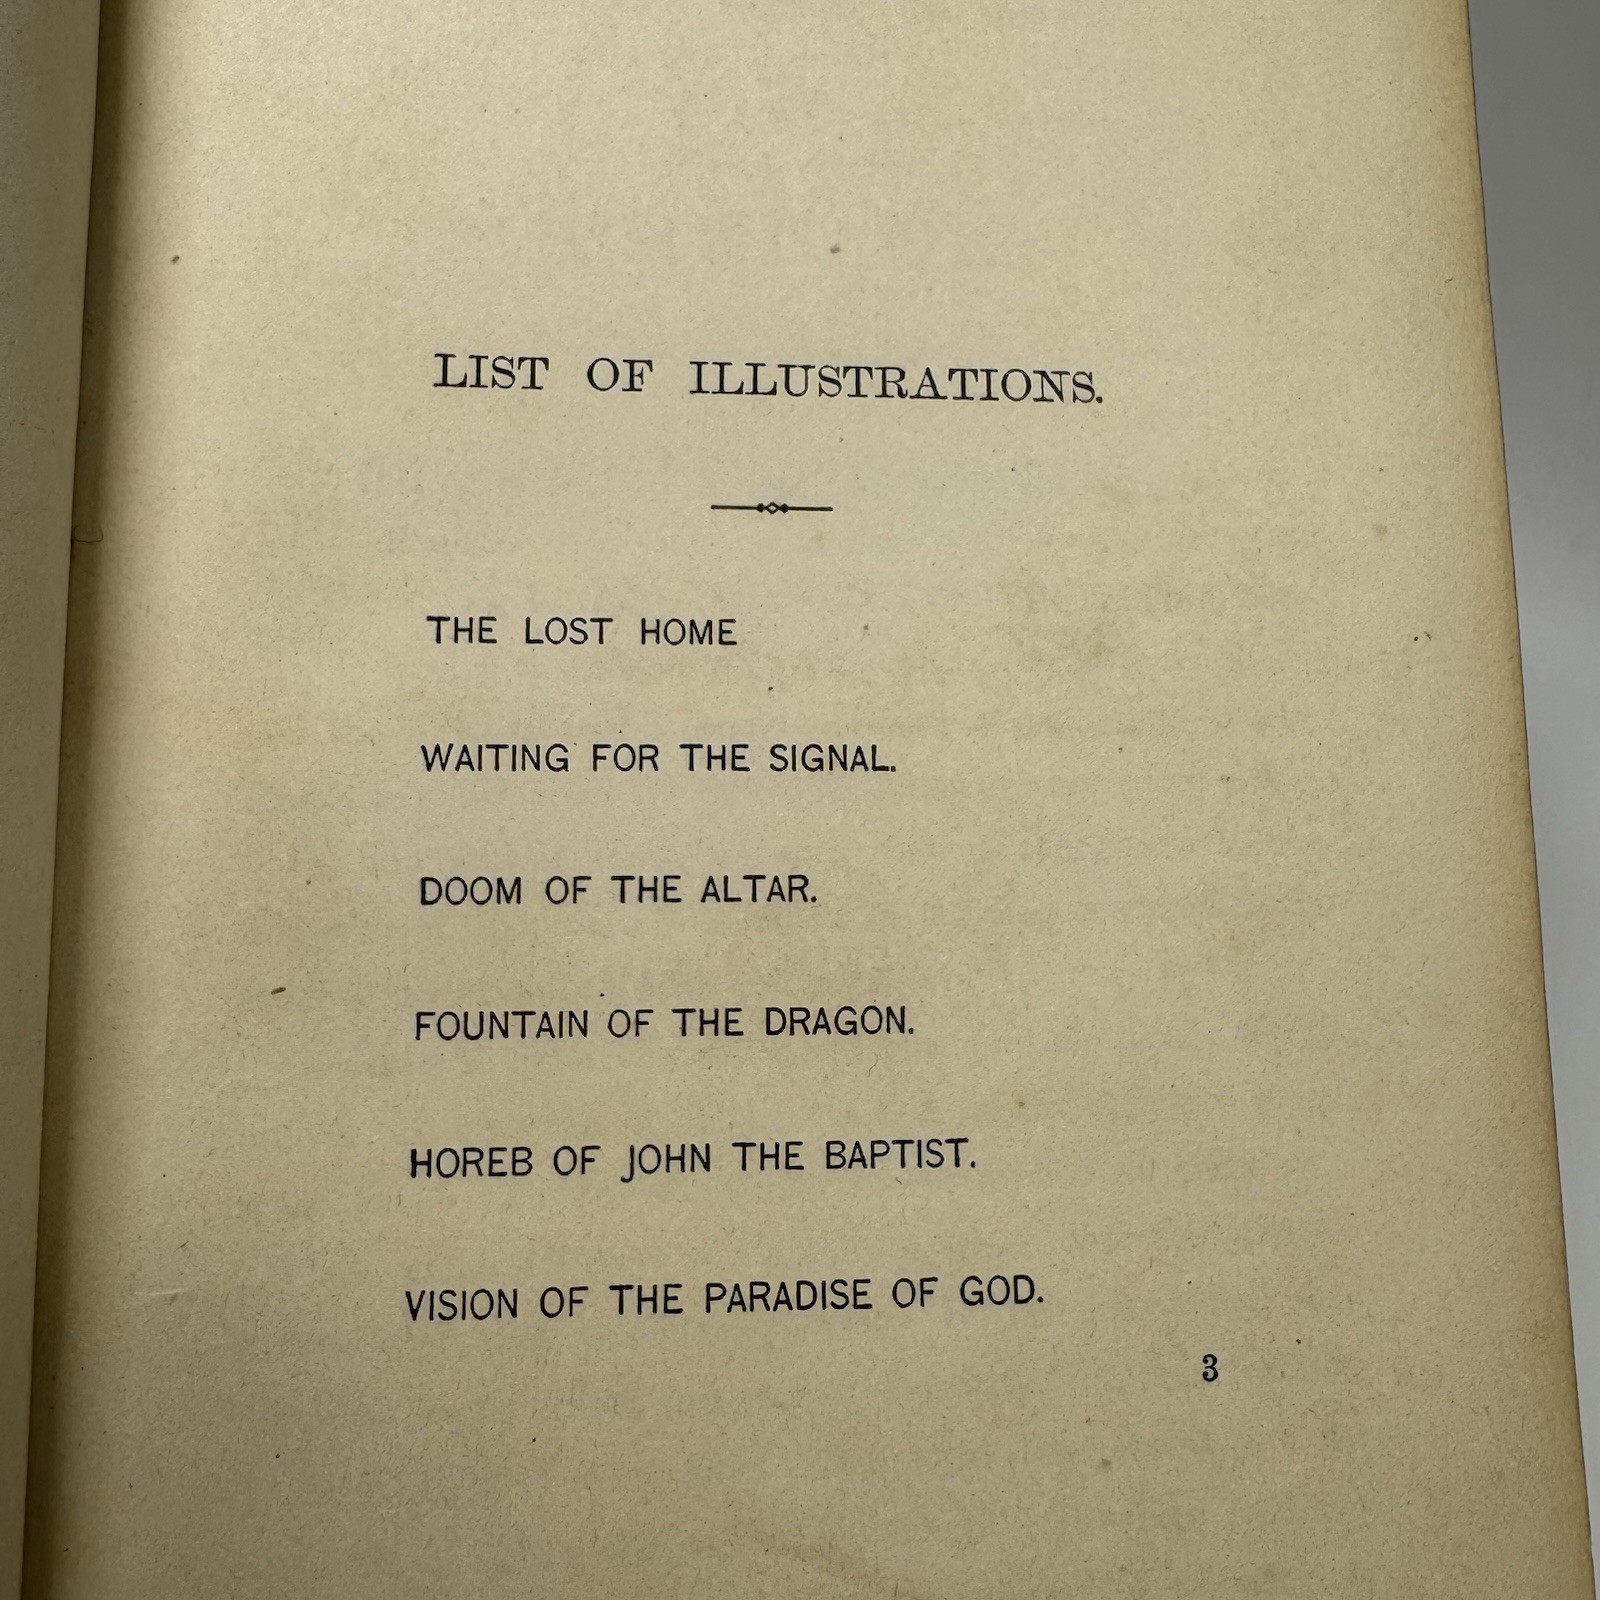 LIST OF ILLUSTRATIONS.
THE LOST HOME
WAITING FOR THE SIGNAL.
DOOM OF THE ALTAR.
FOUNTAIN OF THE DRAGON.
HOREB OF JOHN THE BAPTIST.
VISION OF THE PARADISE OF GOD.
3